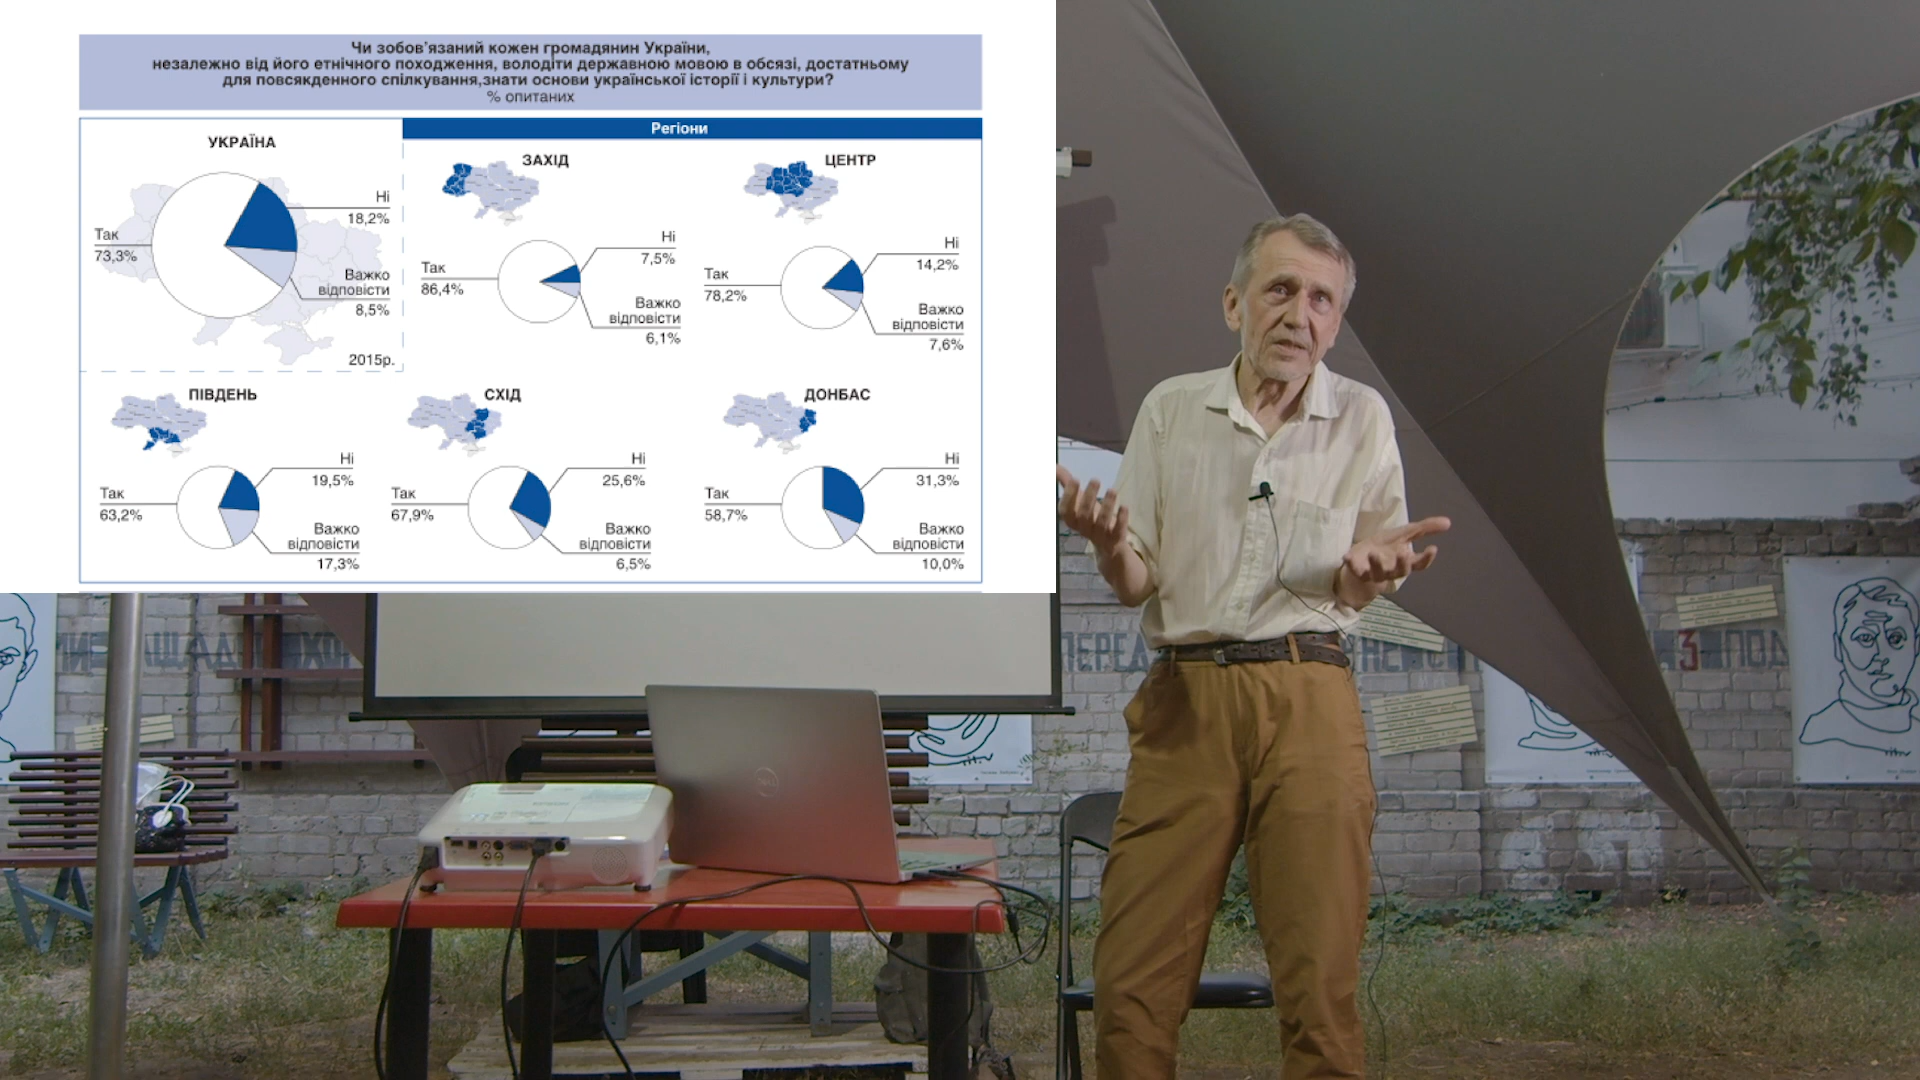 Чи зобов'язаний кожен громадянин України,
незалежно від його етнічного походження, володіти державною мовою в обсязі, достатньому
для повсякденного спілкування,знати основи української історії і культури?
% опитаних
УКРАЇНА
Так
73,3%
Ні
18,2%
Важко
відповісти
8,5%
2015р.
Регіони
ЗАХІД
Так
86,4%
Ні
7,5%
Важко
відповісти
6,1%
ЦЕНТР
Так
78,2%
Ні
14,2%
Важко
відповісти
7,6%
ПІВДЕНЬ
Так
63,2%
Ні
19,5%
Важко
відповісти
17,3%
СХІД
Так
67,9%
Ні
25,6%
Важко
відповісти
6,5%
ДОНБАС
Так
58,7%
Ні
31,3%
Важко
відповісти
10,0%
ПЕРЕД
З ПОД